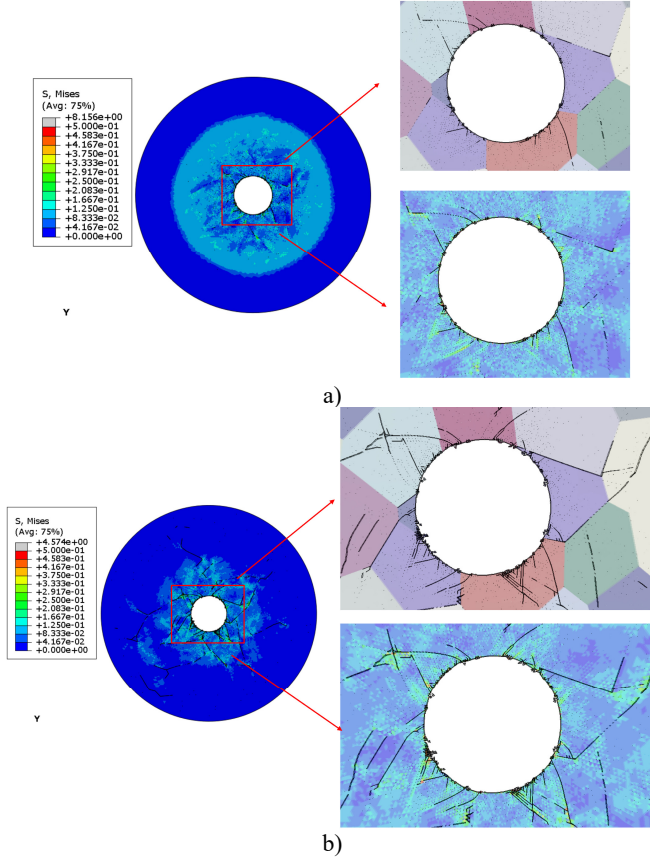 S, Mises
(Avg: 75%)
+8.156e+00
+5.000e-01
+4.583e-01
+4.167e-01
+3.750e-01
+3.333e-01
+2.917e-01
+2.500e-01
+2.083e-01
+1.667e-01
+1.250e-01
+8.333e-02
+4.167e-02
+0.000e+00
Y
a)
S, Mises
(Avg: 75%)
+4.574e+00
+5.000e-01
+4.583e-01
+4.167e-01
+3.750e-01
+3.333e-01
+2.917e-01
+2.500e-01
+2.083e-01
+1.667e-01
+1.250e-01
+8.333e-02
+4.167e-02
+0.000e+00
Y
b)